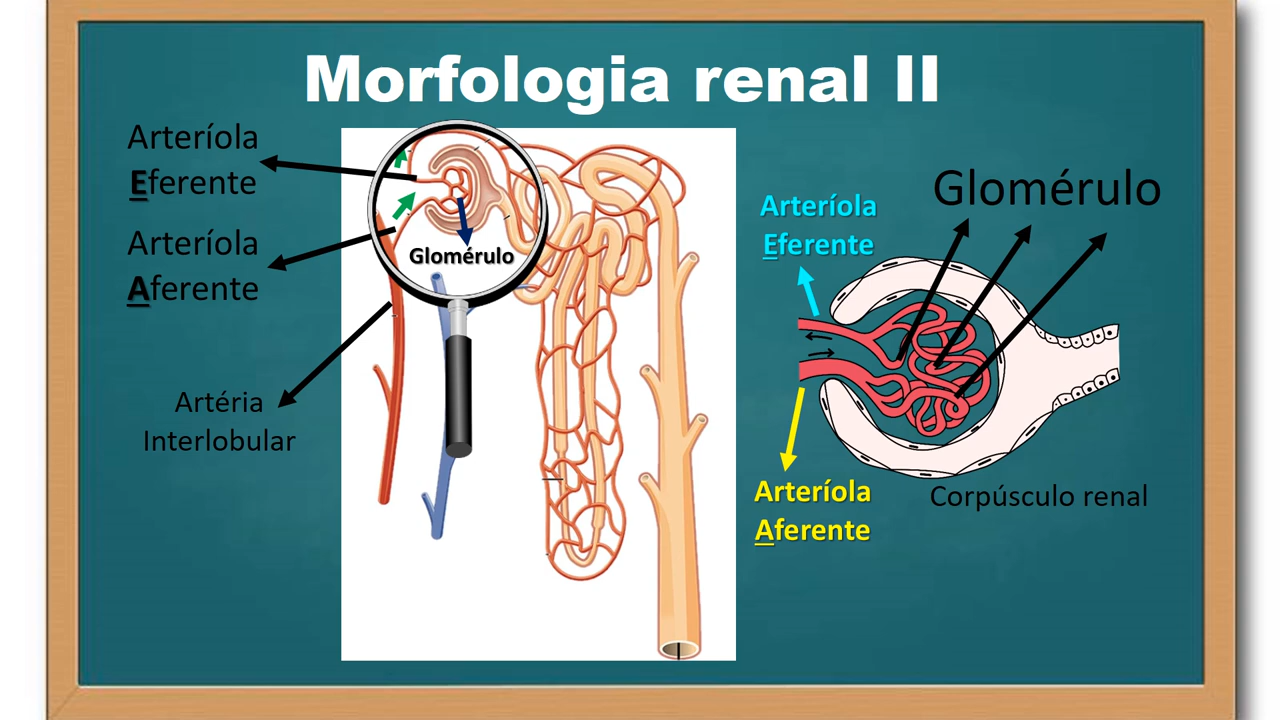 Morfologia renal II
Arteríola
Eferente
Arteríola
Aferente
Artéria
Interlobular
Glomérulo
Arteríola
Eferente
Glomérulo
Arteríola
Aferente
Corpúsculo renal